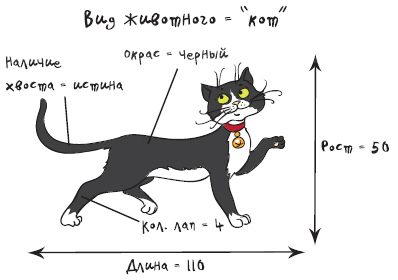 Вид животного = "кот"
окрас = черный
Наличие
хвоста = истина
Рост = 50
Кол. лап = 4
Длина = 110